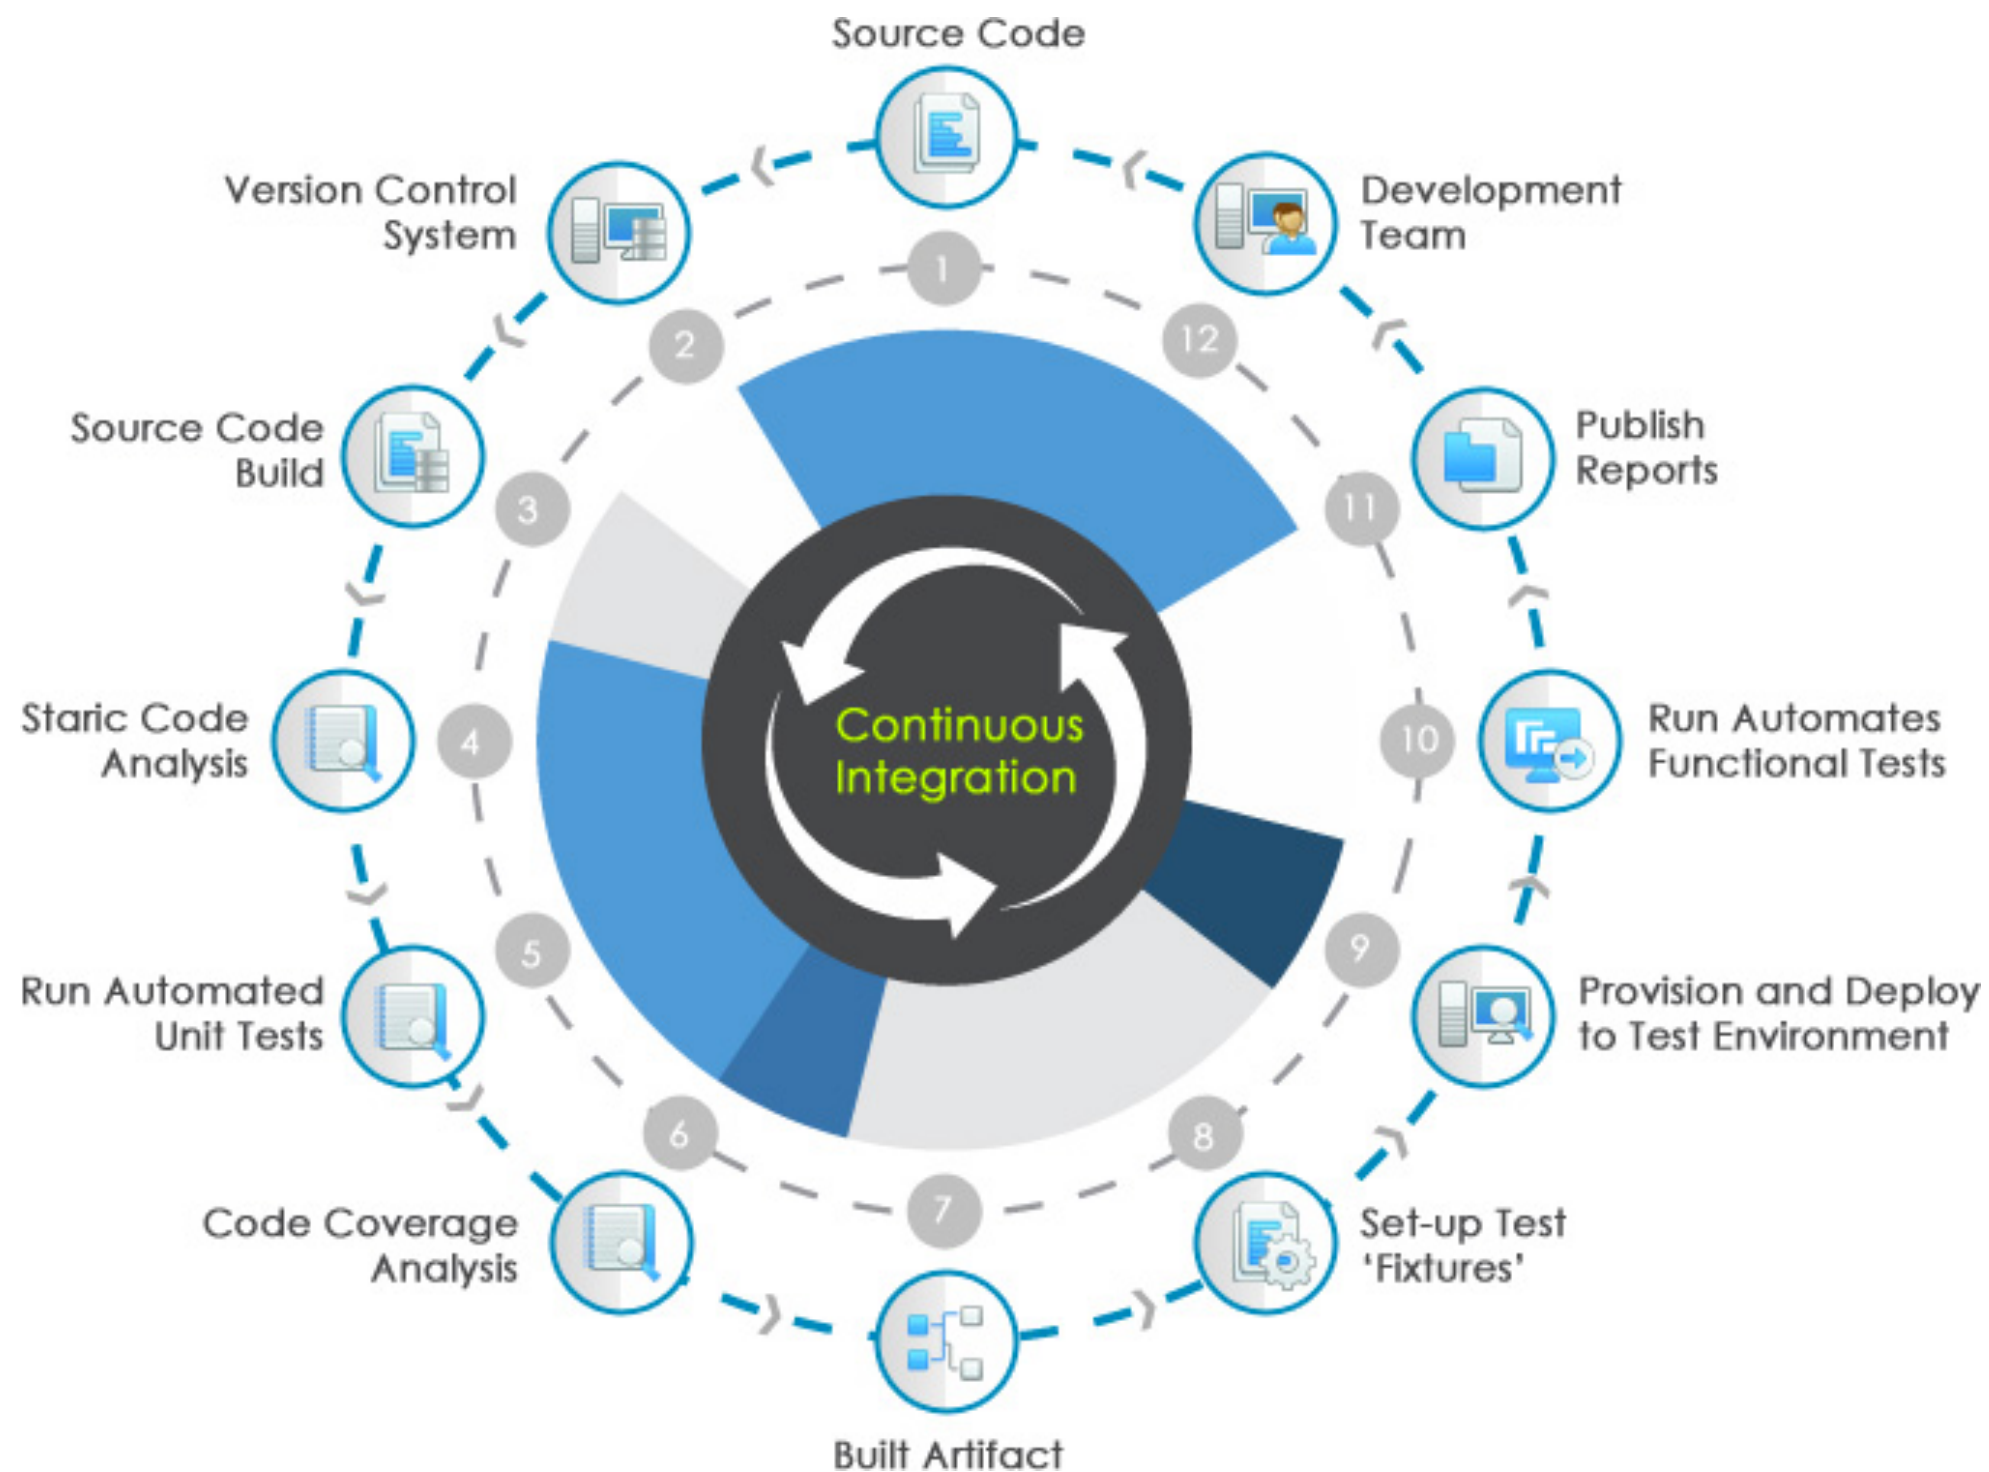 Source Code
1
Version Control
System
2
Source Code
Build
3
Staric Code
Analysis
4
Run Automated
Unit Tests
5
Code Coverage
Analysis
6
Built Artifact
7
Set-up Test
‘Fixtures’
8
Provision and Deploy
to Test Environment
9
Run Automates
Functional Tests
10
Publish
Reports
11
Development
Team
12
Continuous
Integration